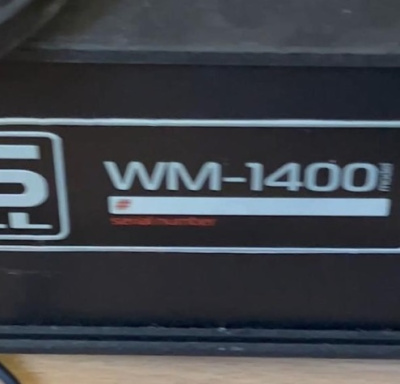 WM-1400 model
#
serial number